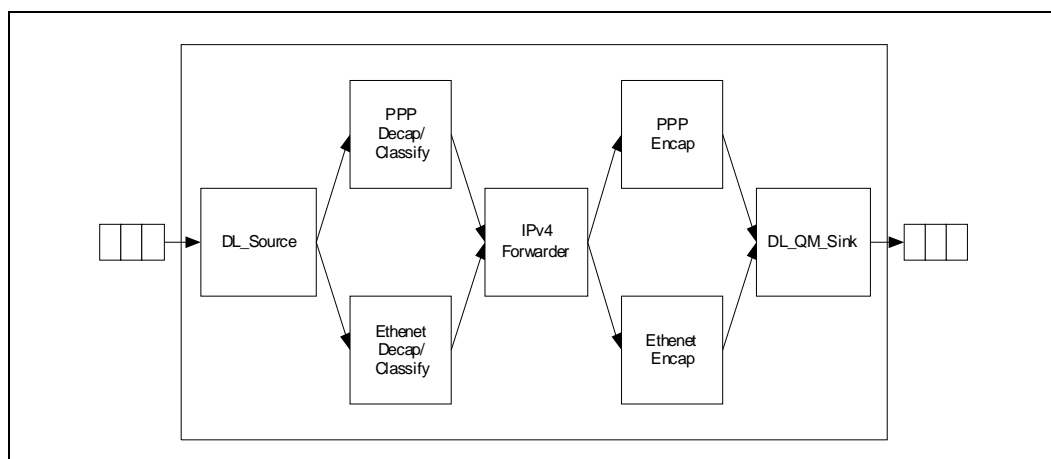 PPP
Decap/
Classify
PPP
Encap
DL_Source
IPv4
Forwarder
DL_QM_Sink
Ethenet
Decap/
Classify
Ethenet
Encap